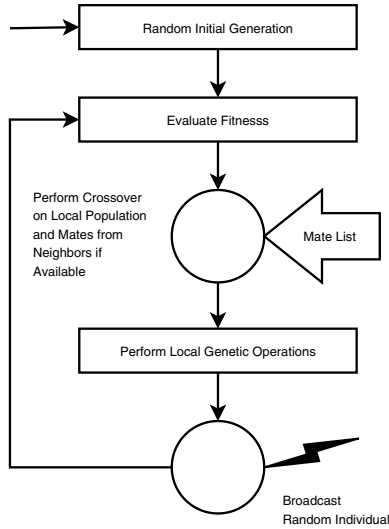 Random Initial Generation
Evaluate Fitnesss
Perform Crossover
on Local Population
and Mates from
Neighbors if
Available
Mate List
Perform Local Genetic Operations
Broadcast
Random Individual